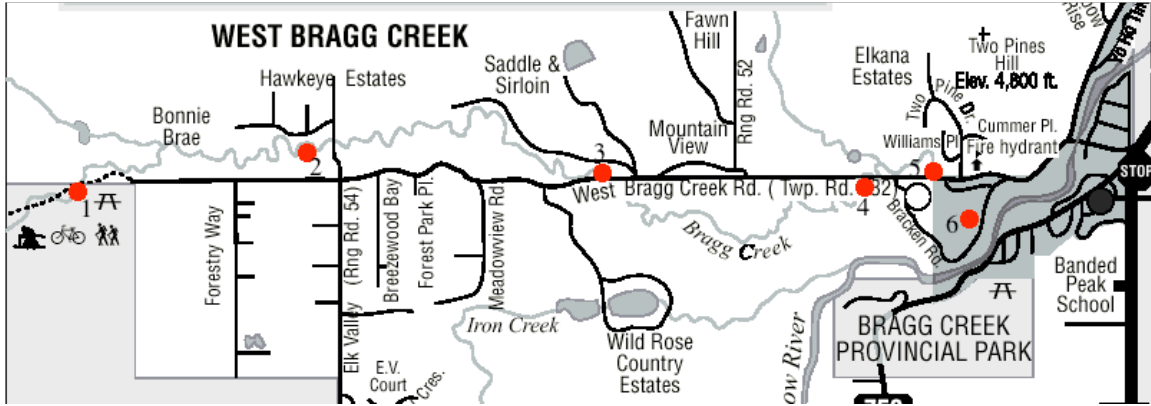 WEST BRAGG CREEK
Hawkeye Estates
Bonnie
Brae
Saddle &
Sirloin
Fawn
Hill
Rng Rd. 52
Mountain
View
Elkana
Estates
Two Pine Dr.
Two Pines
Hill
Elev. 4,800 ft.
Williams Pl
Cummer Pl.
Fire hydrant
Rise
STOP
1
2
3
4
5
6
West Bragg Creek Rd. ( Twp. Rd. 32)
Bracken Rd.
Bragg Creek
Forestry Way
Elk Valley (Rng Rd. 54)
Breezewood Bay
Forest Park Pl.
Meadowview Rd
Iron Creek
Wild Rose
Country
Estates
E.V.
Court
Acres.
ow River
Banded
Peak
School
BRAGG CREEK
PROVINCIAL PARK